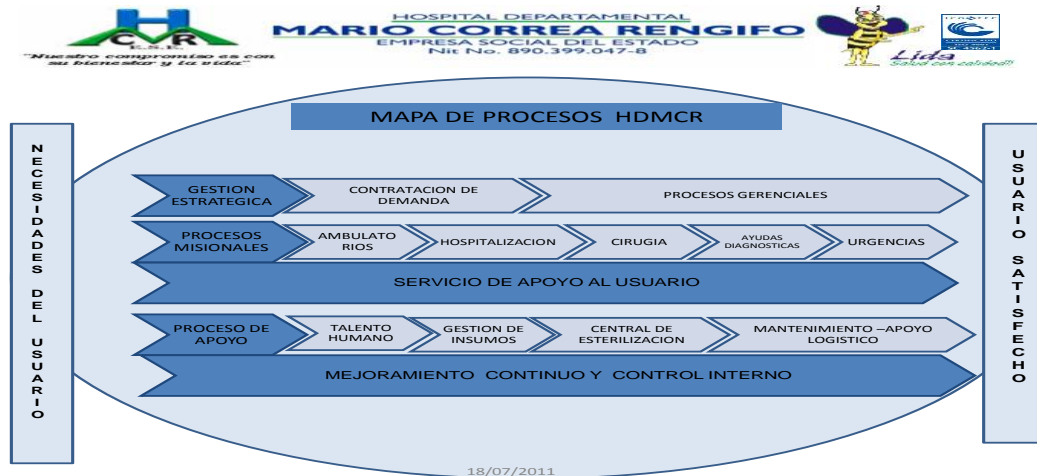 HOSPITAL DEPARTAMENTAL
MARIO CORREA RENGIFO
EMPRESA SOCIAL DEL ESTADO
Nit No. 890.399.047-8
H
C R
E.S.E.
"Nuestro compromiso es con
su bienestar y la vida"
Lida
Salud con calidad!!
ICONTEC
MAPA DE PROCESOS HDMCR
NECESIDADES DEL USUARIO
GESTION
ESTRATEGICA
CONTRATACION DE
DEMANDA
PROCESOS GERENCIALES
PROCESOS
MISIONALES
AMBULATO
RIOS
HOSPITALIZACION
CIRUGIA
AYUDAS
DIAGNOSTICAS
URGENCIAS
SERVICIO DE APOYO AL USUARIO
PROCESO DE
APOYO
TALENTO
HUMANO
GESTION DE
INSUMOS
CENTRAL DE
ESTERILIZACION
MANTENIMIENTO –APOYO
LOGISTICO
MEJORAMIENTO CONTINUO Y CONTROL INTERNO
USUARIO SATISFECHO
18/07/2011